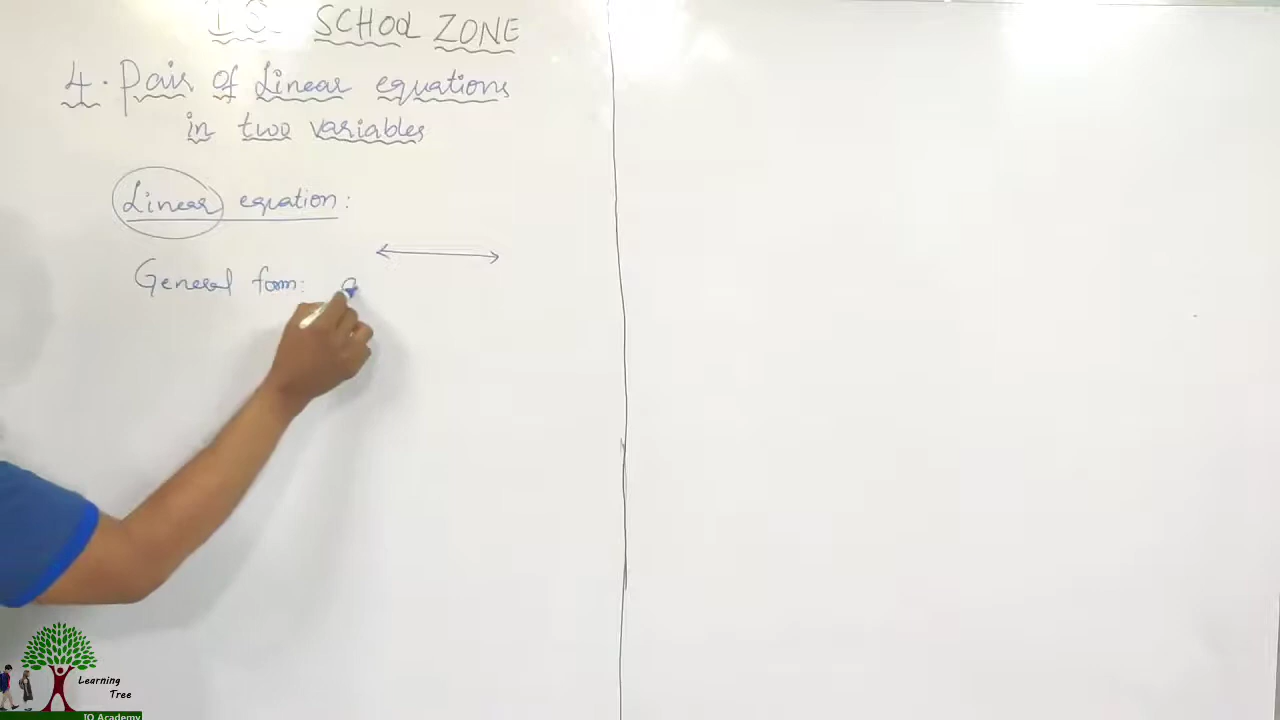 SCHOOL ZONE
4. Pair of Linear equations
in two variables
Linear equation:
General form: a
Learning
Tree
IQ Academy